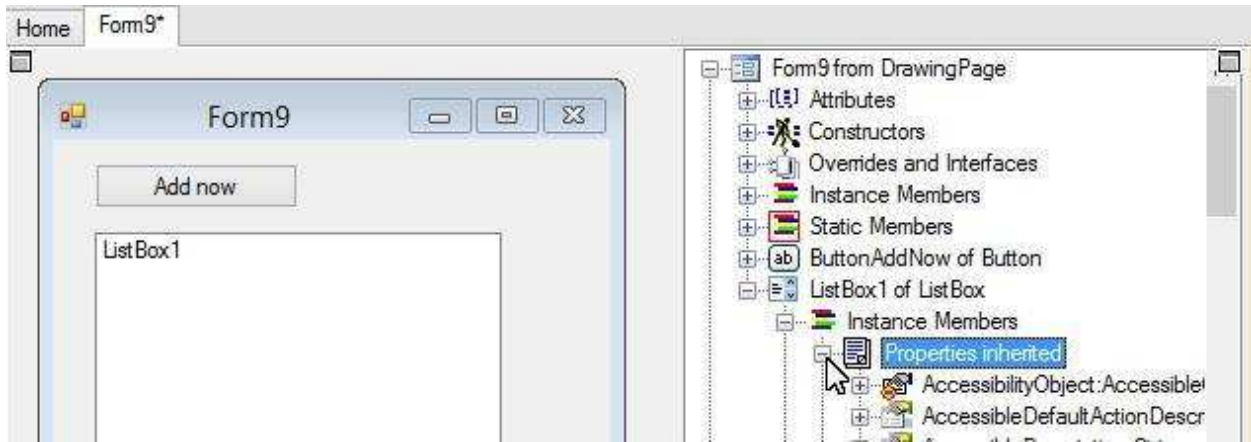 Home
Form9*
Form9
Add now
ListBox1
Form9 from DrawingPage
Attributes
Constructors
Overrides and Interfaces
Instance Members
Static Members
ab ButtonAddNow of Button
ListBox1 of ListBox
Instance Members
Properties inherited
AccessibilityObject:Accessible
AccessibleDefaultActionDescr